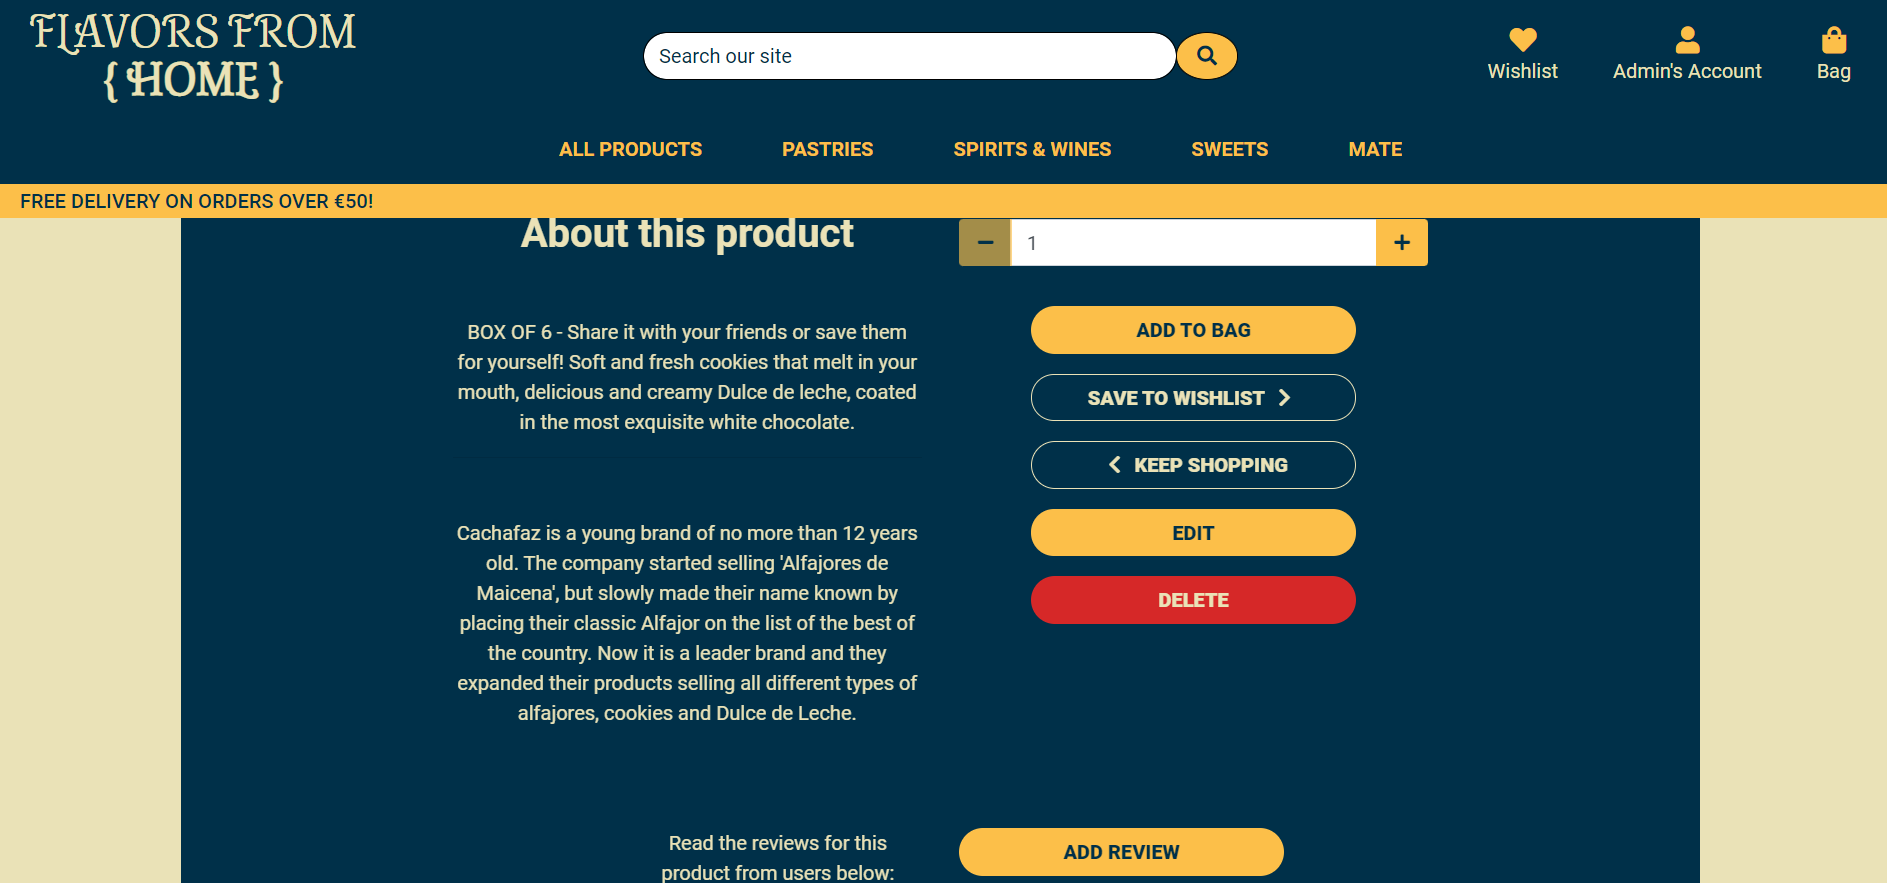 FLAVORS FROM
{ HOME }
Search our site
Wishlist
Admin's Account
Bag
ALL PRODUCTS
PASTRIES
SPIRITS & WINES
SWEETS
MATE
FREE DELIVERY ON ORDERS OVER €50!
About this product
BOX OF 6 - Share it with your friends or save them
for yourself! Soft and fresh cookies that melt in your
mouth, delicious and creamy Dulce de leche, coated
in the most exquisite white chocolate.
Cachafaz is a young brand of no more than 12 years
old. The company started selling 'Alfajores de
Maicena', but slowly made their name known by
placing their classic Alfajor on the list of the best of
the country. Now it is a leader brand and they
expanded their products selling all different types of
alfajores, cookies and Dulce de Leche.
1
ADD TO BAG
SAVE TO WISHLIST
KEEP SHOPPING
EDIT
DELETE
Read the reviews for this
product from users below:
ADD REVIEW